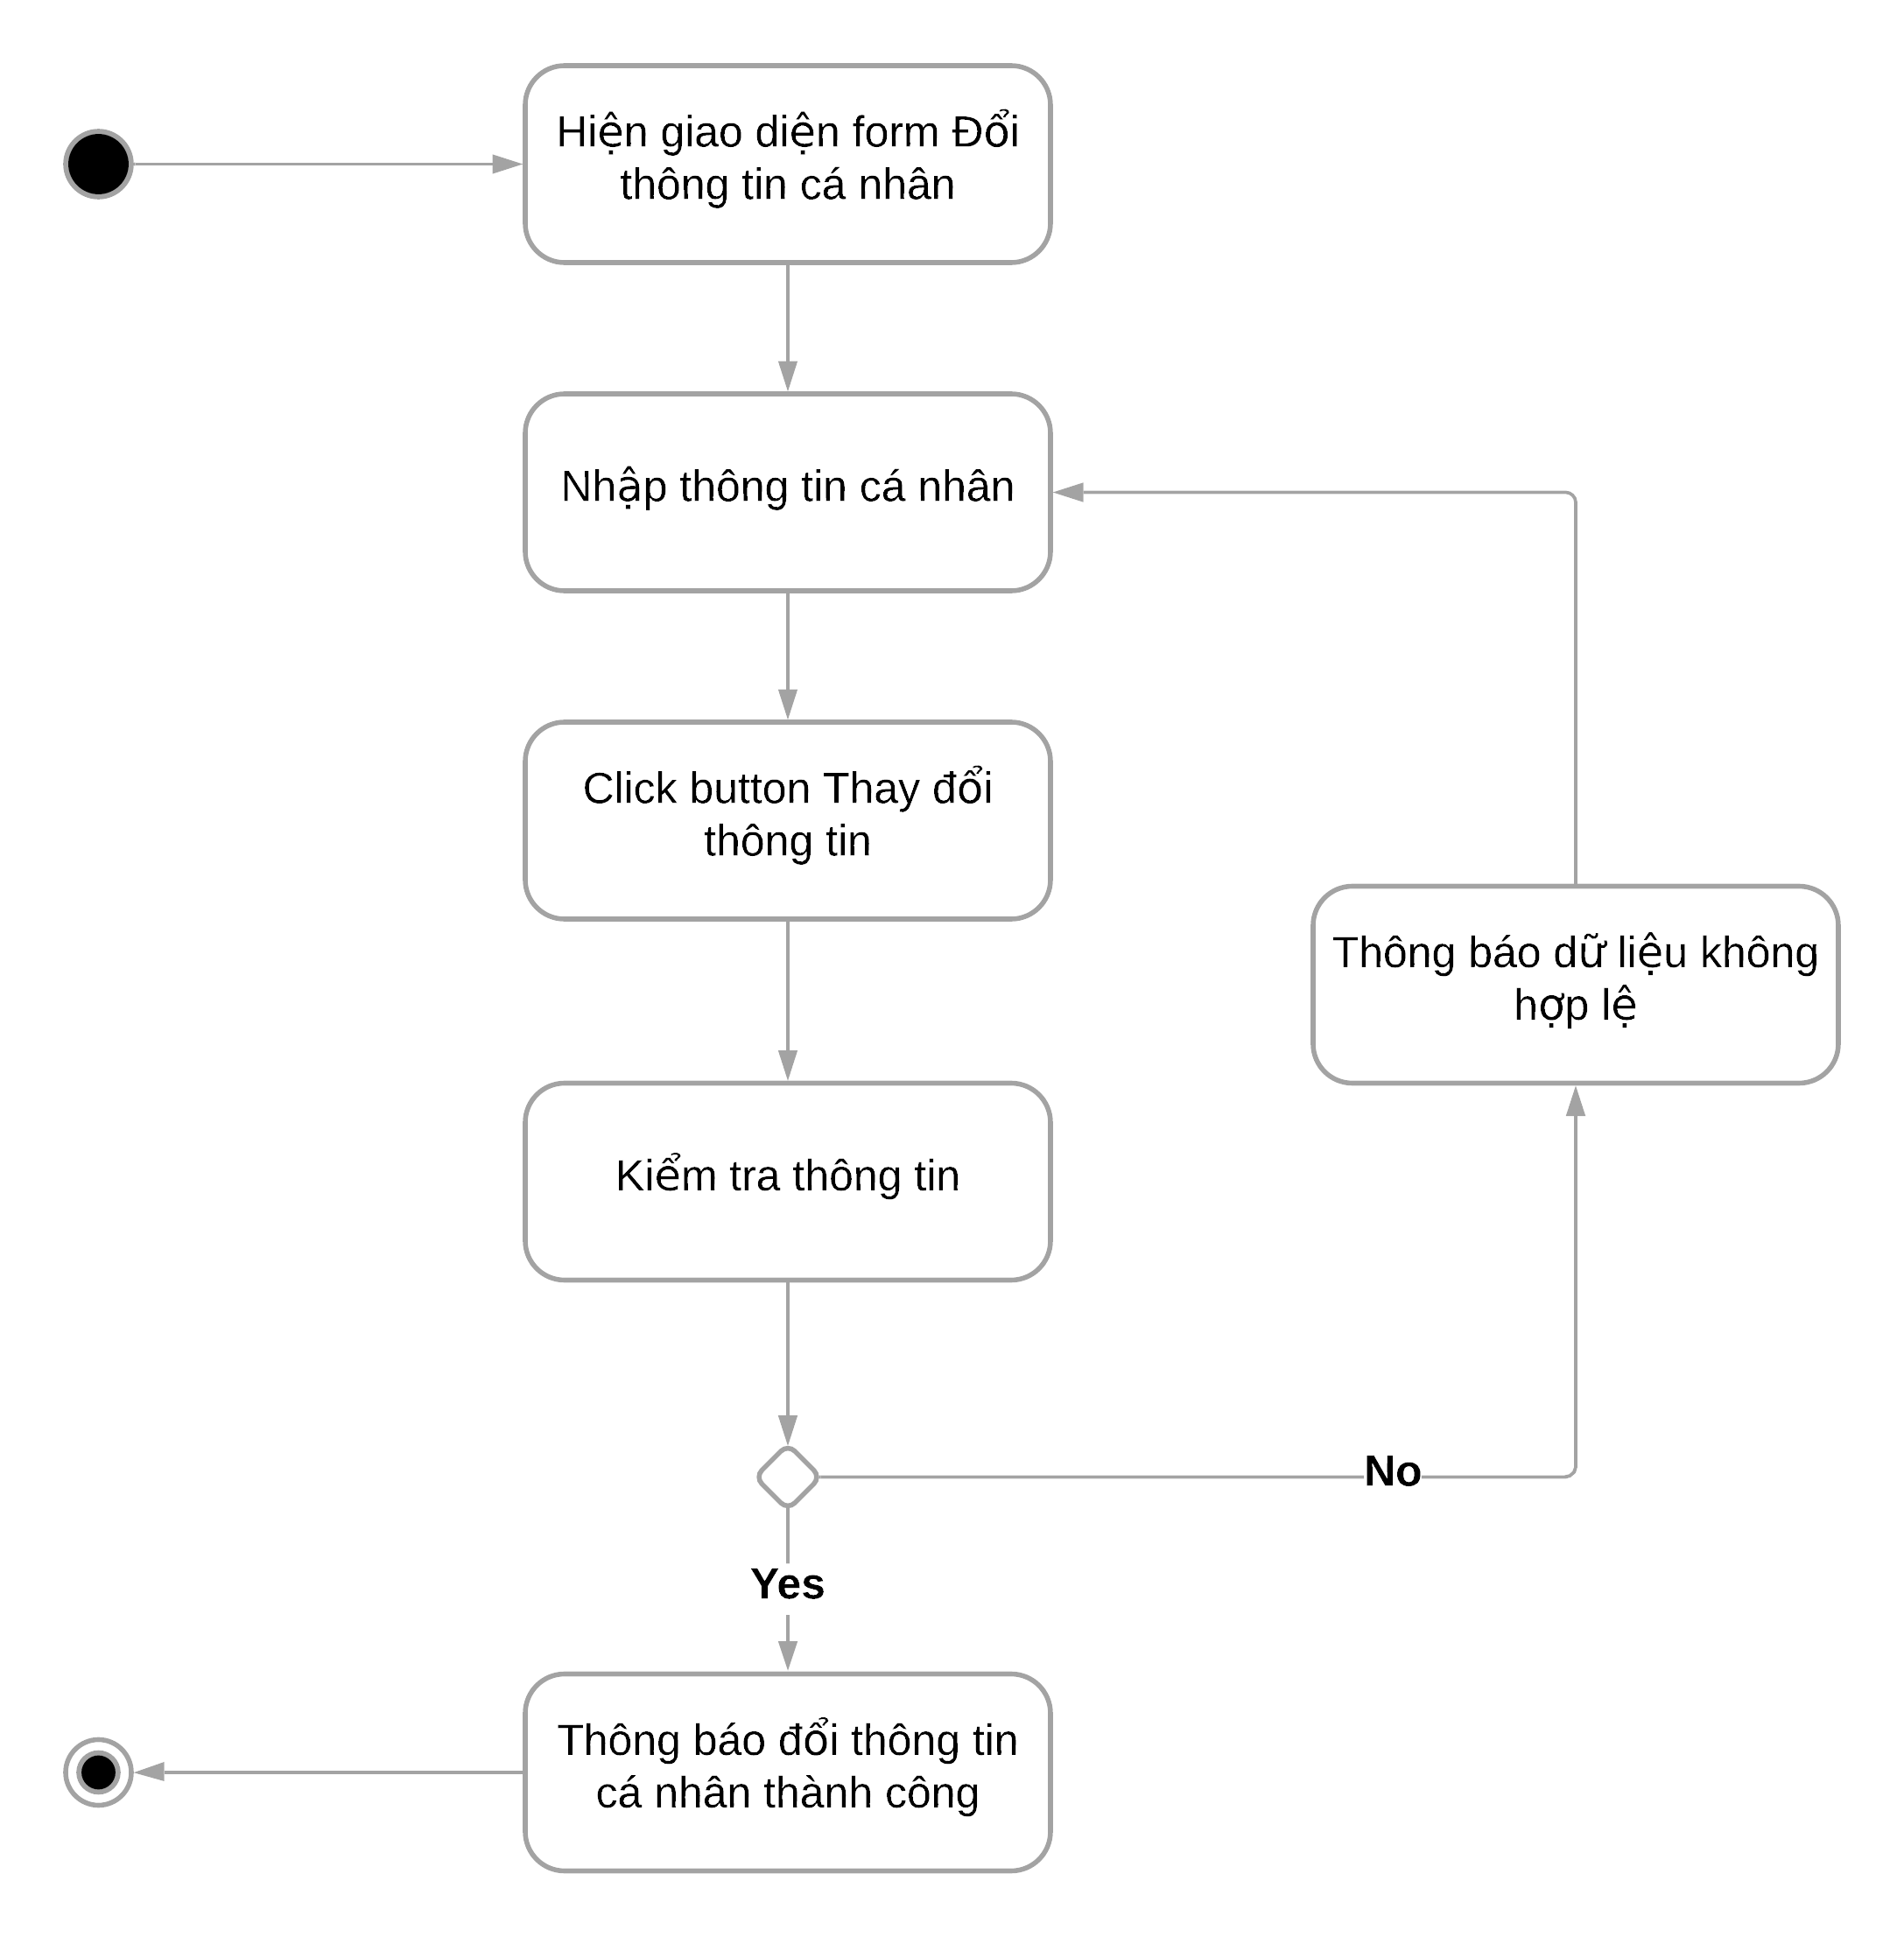 Hiện giao diện form Đổi
thông tin cá nhân
Nhập thông tin cá nhân
Click button Thay đổi
thông tin
Thông báo dữ liệu không
hợp lệ
Kiểm tra thông tin
No
Yes
Thông báo đổi thông tin
cá nhân thành công